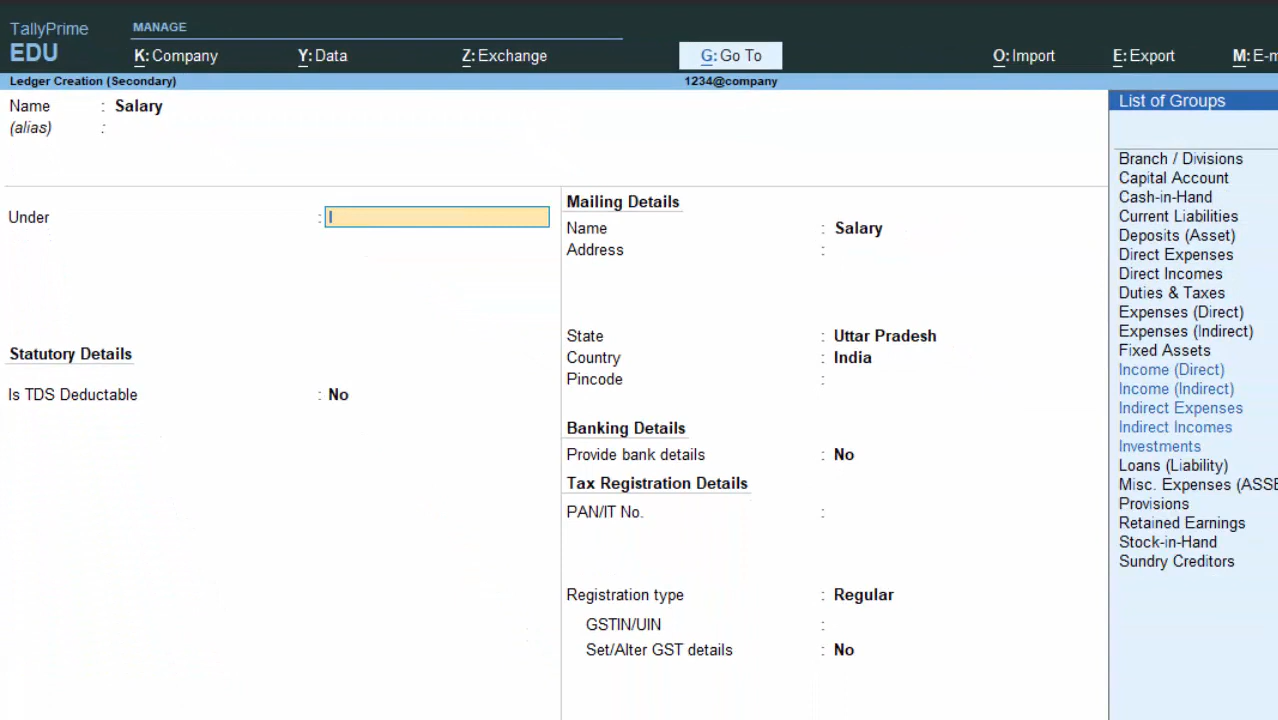 TallyPrime
EDU
MANAGE
K: Company Y: Data Z: Exchange G: Go To O: Import E: Export M: E-m
Ledger Creation (Secondary) 1234@company
Name : Salary
(alias) :
Under : I
Statutory Details
Is TDS Deductable : No
Mailing Details
Name : Salary
Address :
State : Uttar Pradesh
Country : India
Pincode :
Banking Details
Provide bank details : No
Tax Registration Details
PAN/IT No. :
Registration type : Regular
GSTIN/UIN :
Set/Alter GST details : No
List of Groups
Branch / Divisions
Capital Account
Cash-in-Hand
Current Liabilities
Deposits (Asset)
Direct Expenses
Direct Incomes
Duties & Taxes
Expenses (Direct)
Expenses (Indirect)
Fixed Assets
Income (Direct)
Income (Indirect)
Indirect Expenses
Indirect Incomes
Investments
Loans (Liability)
Misc. Expenses (ASSE
Provisions
Retained Earnings
Stock-in-Hand
Sundry Creditors